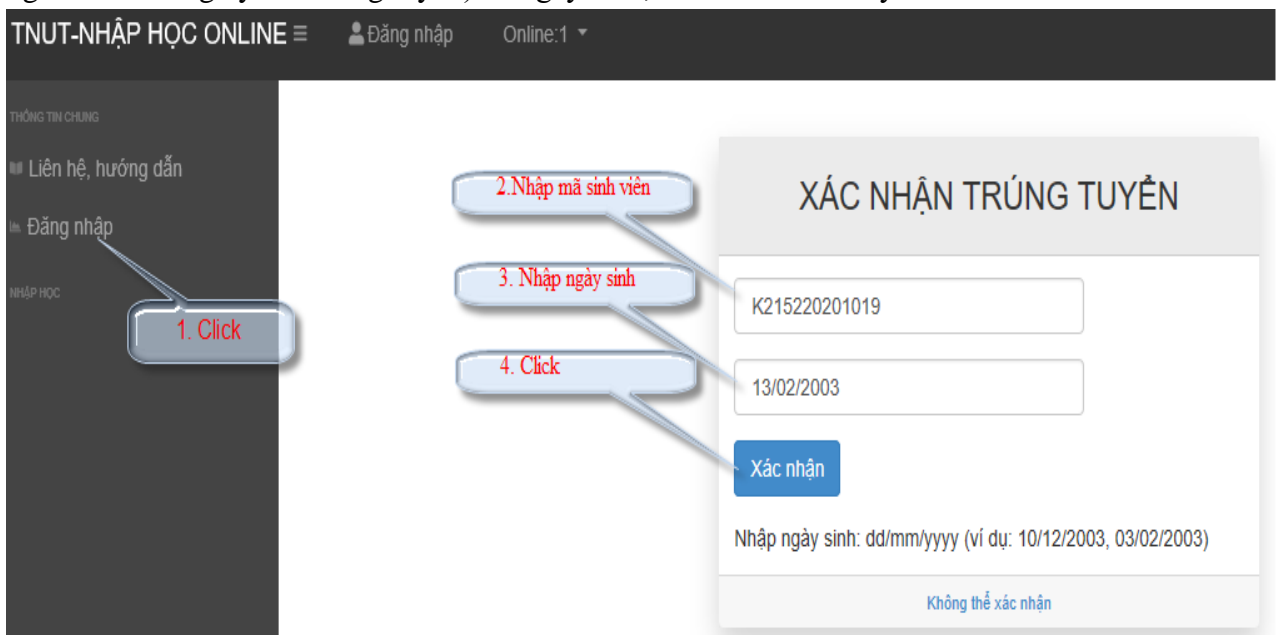 TNUT-NHẬP HỌC ONLINE Đăng nhập Online:1
THÔNG TIN CHUNG
Liên hệ, hướng dẫn
Đăng nhập
NHẬP HỌC
1. Click
2.Nhập mã sinh viên
3. Nhập ngày sinh
4. Click
XÁC NHẬN TRÚNG TUYỂN
K215220201019
13/02/2003
Xác nhận
Nhập ngày sinh: dd/mm/yyyy (ví dụ: 10/12/2003, 03/02/2003)
Không thể xác nhận